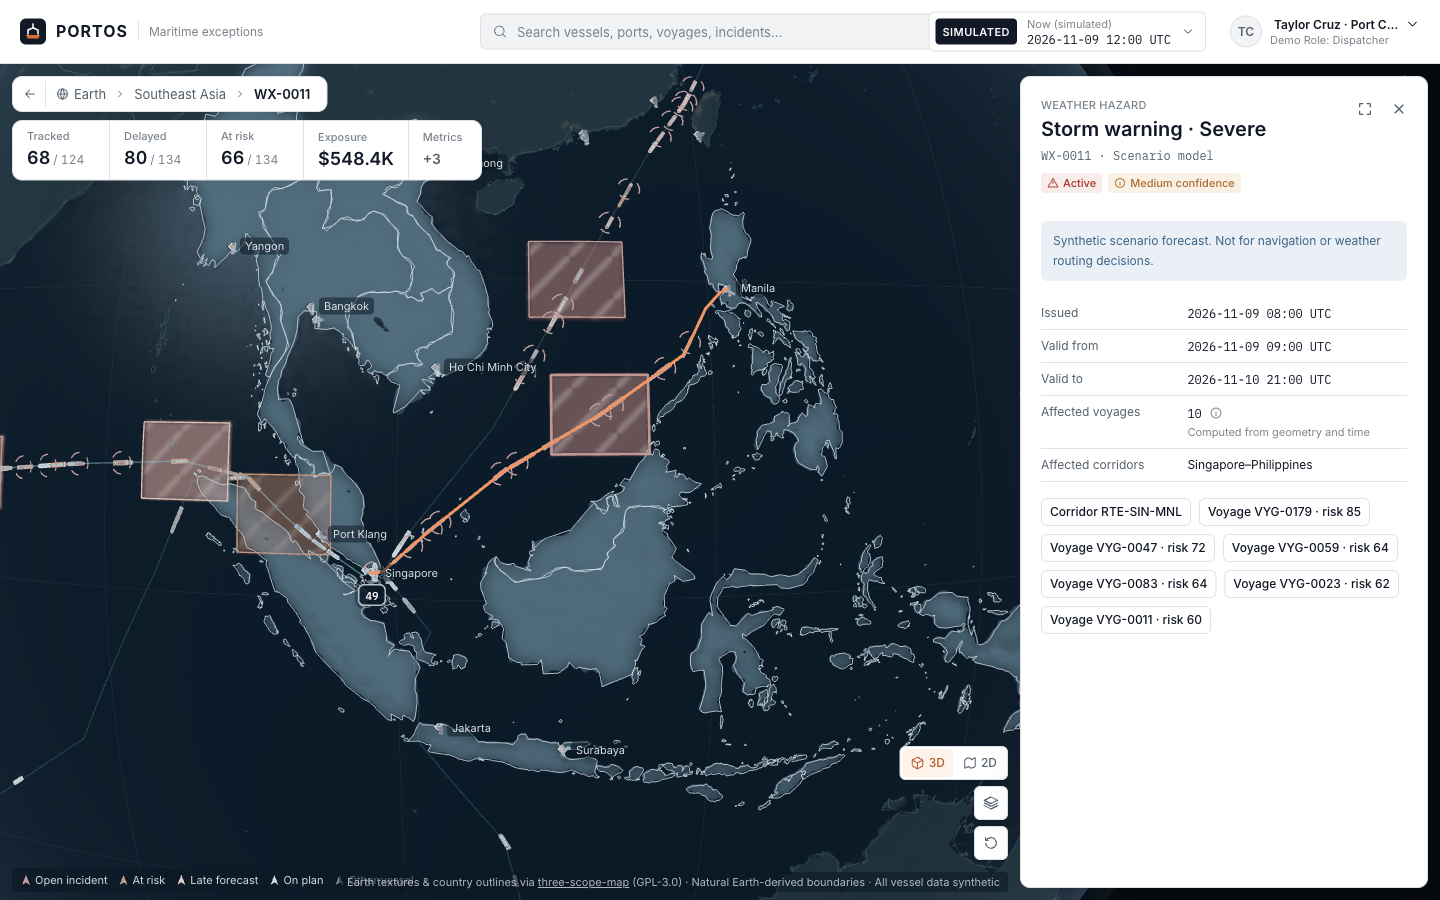 PORTOS
Maritime exceptions
Search vessels, ports, voyages, incidents...
SIMULATED
Now (simulated)
2026-11-09 12:00 UTC
TC
Taylor Cruz · Port C...
Demo Role: Dispatcher
Earth
Southeast Asia
WX-0011
Tracked
68 / 124
Delayed
80 / 134
At risk
66 / 134
Exposure
$548.4K
Metrics
+3
ong
Yangon
Bangkok
Ho Chi Minh City
Manila
Port Klang
Singapore
49
Jakarta
Surabaya
3D
2D
Open incident
At risk
Late forecast
On plan
Earth textures & country outlines via three-scope-map (GPL-3.0) · Natural Earth-derived boundaries · All vessel data synthetic
WEATHER HAZARD
Storm warning · Severe
WX-0011 · Scenario model
Active
Medium confidence
Synthetic scenario forecast. Not for navigation or weather
routing decisions.
Issued 2026-11-09 08:00 UTC
Valid from 2026-11-09 09:00 UTC
Valid to 2026-11-10 21:00 UTC
Affected voyages 10
Computed from geometry and time
Affected corridors Singapore–Philippines
Corridor RTE-SIN-MNL
Voyage VYG-0179 · risk 85
Voyage VYG-0047 · risk 72
Voyage VYG-0059 · risk 64
Voyage VYG-0083 · risk 64
Voyage VYG-0023 · risk 62
Voyage VYG-0011 · risk 60